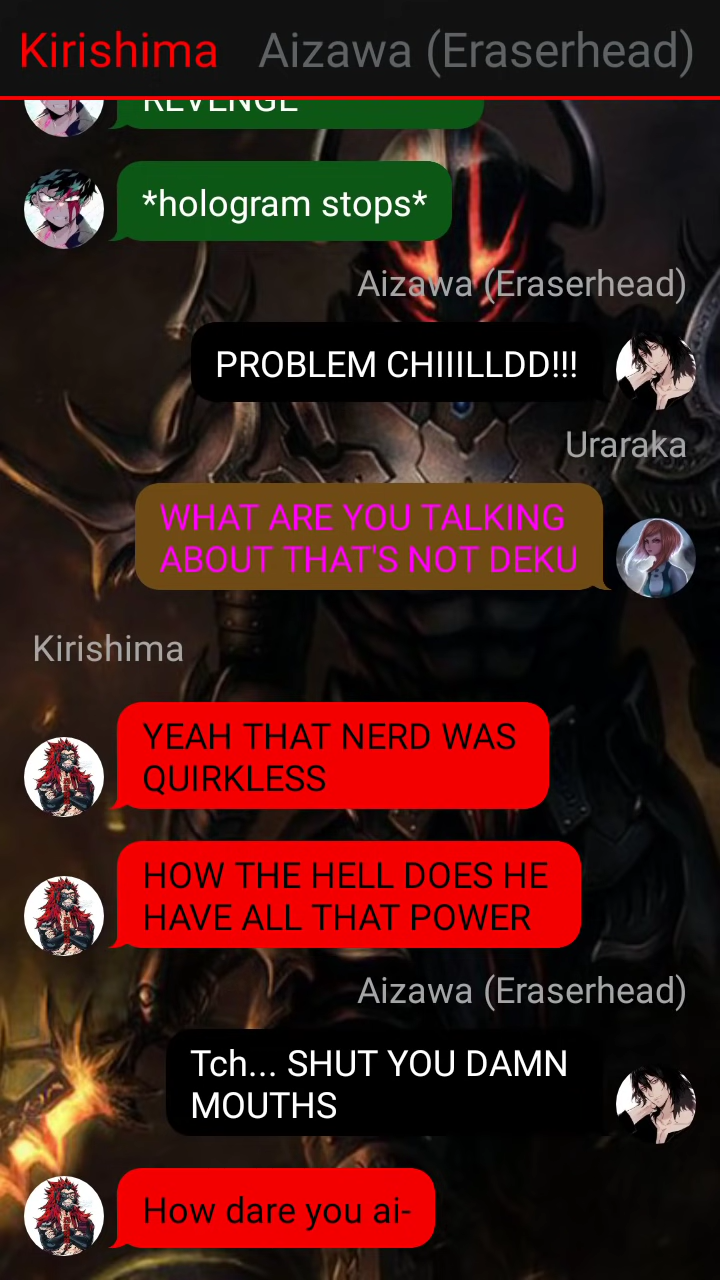 Kirishima Aizawa (Eraserhead)
REVENGE
*hologram stops*
Aizawa (Eraserhead)
PROBLEM CHIIILLDD!!!
Uraraka
WHAT ARE YOU TALKING
ABOUT THAT'S NOT DEKU
Kirishima
YEAH THAT NERD WAS
QUIRKLESS
HOW THE HELL DOES HE
HAVE ALL THAT POWER
Aizawa (Eraserhead)
Tch... SHUT YOU DAMN
MOUTHS
How dare you ai-